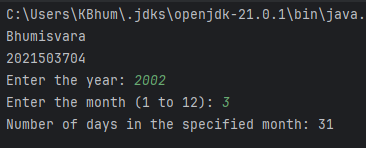 C:\Users\KBhum\.jdks\openjdk-21.0.1\bin\java.
Bhumisvara
2021503704
Enter the year: 2002
Enter the month (1 to 12): 3
Number of days in the specified month: 31